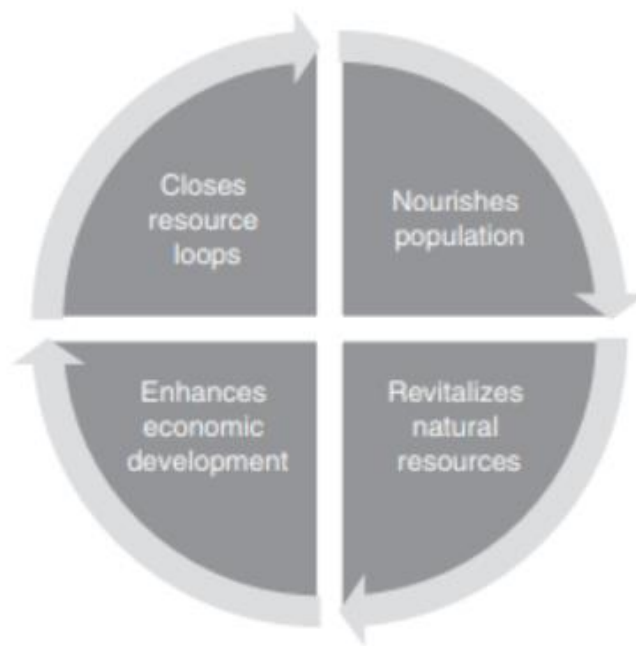 Closes
resource
loops
Nourishes
population
Enhances
economic
development
Revitalizes
natural
resources